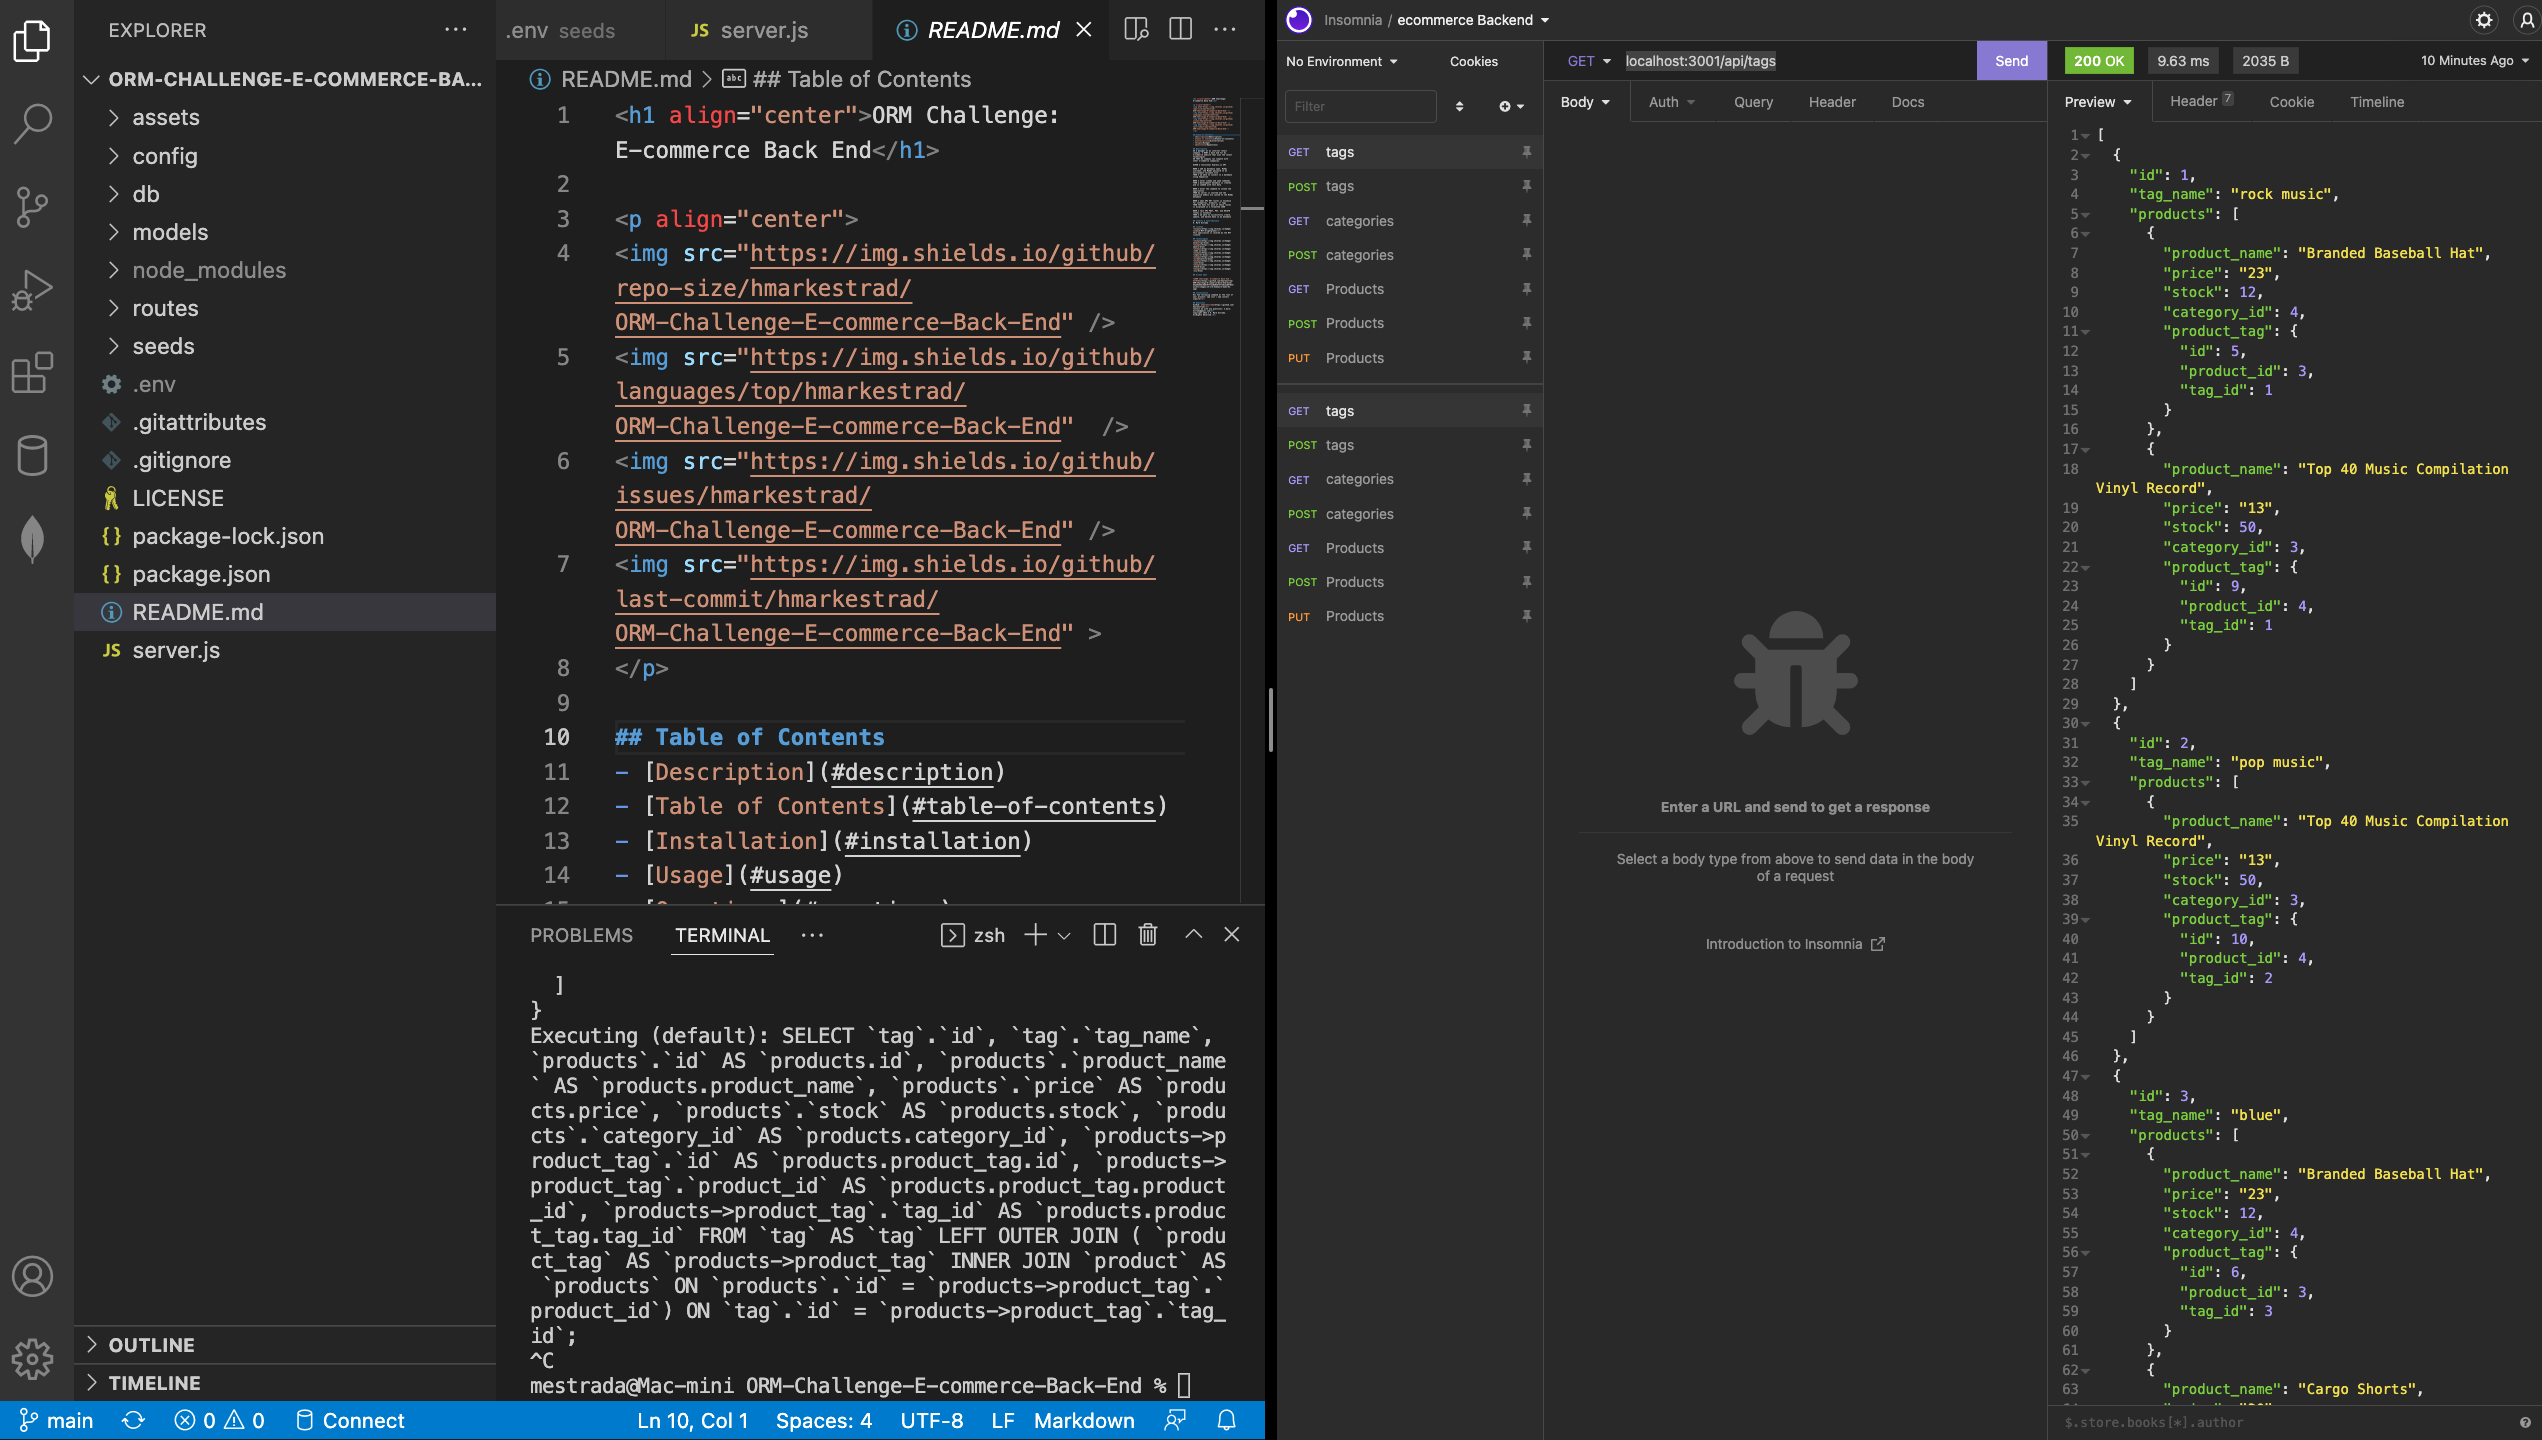 EXPLORER
ORM-CHALLENGE-E-COMMERCE-BA...
assets
config
db
models
node_modules
routes
seeds
.env
.gitattributes
.gitignore
LICENSE
package-lock.json
package.json
README.md
JS server.js
OUTLINE
TIMELINE
.env seeds
JS server.js
README.md
README.md > abc ## Table of Contents
1 <h1 align="center">ORM Challenge:
E-commerce Back End</h1>
2
3 <p align="center">
4 <img src="https://img.shields.io/github/
repo-size/hmarkestrad/
ORM-Challenge-E-commerce-Back-End" />
5 <img src="https://img.shields.io/github/
languages/top/hmarkestrad/
ORM-Challenge-E-commerce-Back-End"  />
6 <img src="https://img.shields.io/github/
issues/hmarkestrad/
ORM-Challenge-E-commerce-Back-End" />
7 <img src="https://img.shields.io/github/
last-commit/hmarkestrad/
ORM-Challenge-E-commerce-Back-End" >
8 </p>
9
10 ## Table of Contents
11 - [Description](#description)
12 - [Table of Contents](#table-of-contents)
13 - [Installation](#installation)
14 - [Usage](#usage)
PROBLEMS TERMINAL ··· zsh
]
}
Executing (default): SELECT `tag`.`id`, `tag`.`tag_name`,
`products`.`id` AS `products.id`, `products`.`product_name
` AS `products.product_name`, `products`.`price` AS `produ
cts.price`, `products`.`stock` AS `products.stock`, `produ
cts`.`category_id` AS `products.category_id`, `products->p
roduct_tag`.`id` AS `products.product_tag.id`, `products->
product_tag`.`product_id` AS `products.product_tag.product
_id`, `products->product_tag`.`tag_id` AS `products.produc
t_tag.tag_id` FROM `tag` AS `tag` LEFT OUTER JOIN ( `produ
ct_tag` AS `products->product_tag` INNER JOIN `product` AS
`products` ON `products`.`id` = `products->product_tag`.`
product_id`) ON `tag`.`id` = `products->product_tag`.`tag_
id`;
^C
mestrada@Mac-mini ORM-Challenge-E-commerce-Back-End %
main 0 0 Connect Ln 10, Col 1 Spaces: 4 UTF-8 LF Markdown
Insomnia / ecommerce Backend
No Environment Cookies
Filter
GET tags
POST tags
GET categories
POST categories
GET Products
POST Products
PUT Products
GET tags
POST tags
GET categories
POST categories
GET Products
POST Products
PUT Products
GET localhost:3001/api/tags Send
Body Auth Query Header Docs
Enter a URL and send to get a response
Select a body type from above to send data in the body
of a request
Introduction to Insomnia
200 OK 9.63 ms 2035 B 10 Minutes Ago
Preview Header 7 Cookie Timeline
1 [
2 {
3 "id": 1,
4 "tag_name": "rock music",
5 "products": [
6 {
7 "product_name": "Branded Baseball Hat",
8 "price": "23",
9 "stock": 12,
10 "category_id": 4,
11 "product_tag": {
12 "id": 5,
13 "product_id": 3,
14 "tag_id": 1
15 }
16 },
17 {
18 "product_name": "Top 40 Music Compilation
Vinyl Record",
19 "price": "13",
20 "stock": 50,
21 "category_id": 3,
22 "product_tag": {
23 "id": 9,
24 "product_id": 4,
25 "tag_id": 1
26 }
27 }
28 ]
29 },
30 {
31 "id": 2,
32 "tag_name": "pop music",
33 "products": [
34 {
35 "product_name": "Top 40 Music Compilation
Vinyl Record",
36 "price": "13",
37 "stock": 50,
38 "category_id": 3,
39 "product_tag": {
40 "id": 10,
41 "product_id": 4,
42 "tag_id": 2
43 }
44 }
45 ]
46 },
47 {
48 "id": 3,
49 "tag_name": "blue",
50 "products": [
51 {
52 "product_name": "Branded Baseball Hat",
53 "price": "23",
54 "stock": 12,
55 "category_id": 4,
56 "product_tag": {
57 "id": 6,
58 "product_id": 3,
59 "tag_id": 3
60 }
61 },
62 {
63 "product_name": "Cargo Shorts",
$.store.books[*].author